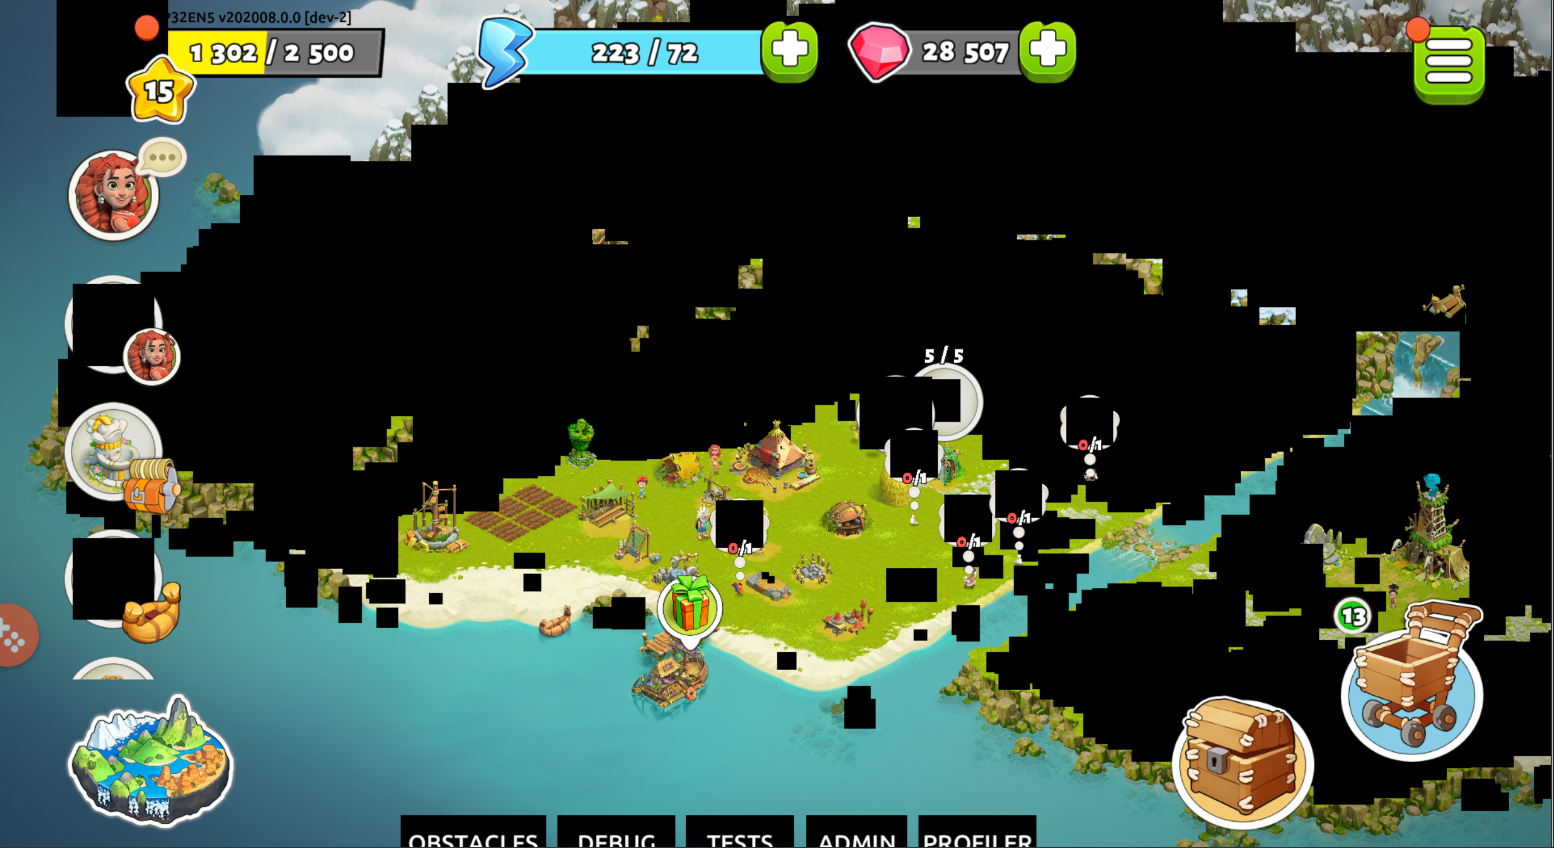 P32EN5 v202008.0.0 [dev-2]
1 302 / 2 500
223 / 72
28 507
15
5 / 5
0/1
0/1
0/1
0/1
0/1
13
OBSTACLES
DEBUG
TESTS
ADMIN
PROFILER